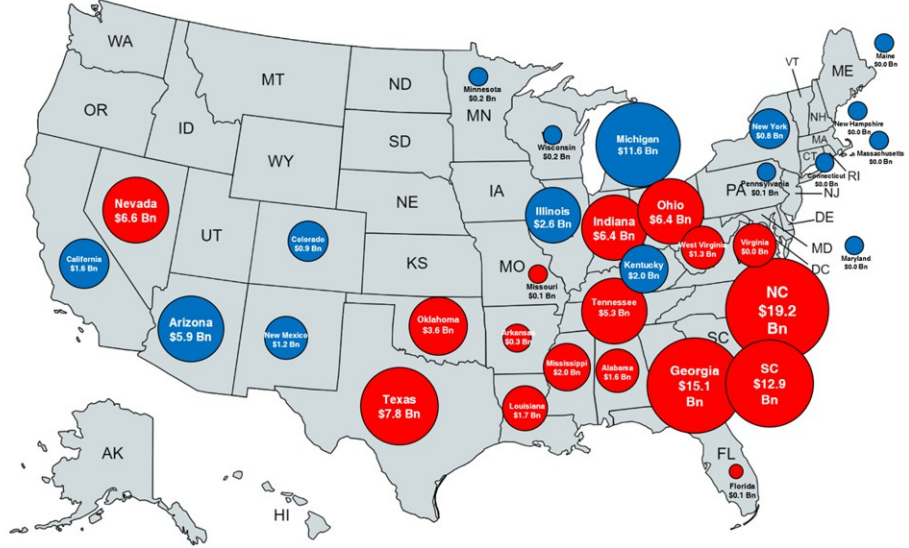 WA
OR
ID
MT
WY
ND
SD
NE
KS
UT
MN
IA
MO
VT
ME
NH
MA
CT
RI
NJ
DE
MD
DC
PA
SC
FL
AK
HI
Maine
$0.0 Bn
Minnesota
$0.2 Bn
Wisconsin
$0.2 Bn
Michigan
$11.6 Bn
New York
$0.8 Bn
New Hampshire
$0.0 Bn
Massachusetts
$0.0 Bn
Connecticut
$0.0 Bn
Pennsylvania
$0.1 Bn
Nevada
$6.6 Bn
Illinois
$2.6 Bn
Indiana
$6.4 Bn
Ohio
$6.4 Bn
Colorado
$0.9 Bn
West Virginia
$1.3 Bn
Virginia
$0.0 Bn
Maryland
$0.0 Bn
California
$1.6 Bn
Kentucky
$2.0 Bn
Missouri
$0.1 Bn
Arizona
$5.9 Bn
New Mexico
$1.2 Bn
Oklahoma
$3.6 Bn
Arkansas
$0.3 Bn
Tennessee
$5.3 Bn
NC
$19.2
Bn
Mississippi
$2.0 Bn
Alabama
$1.6 Bn
Georgia
$15.1
Bn
SC
$12.9
Bn
Texas
$7.8 Bn
Louisiana
$1.7 Bn
Florida
$0.1 Bn